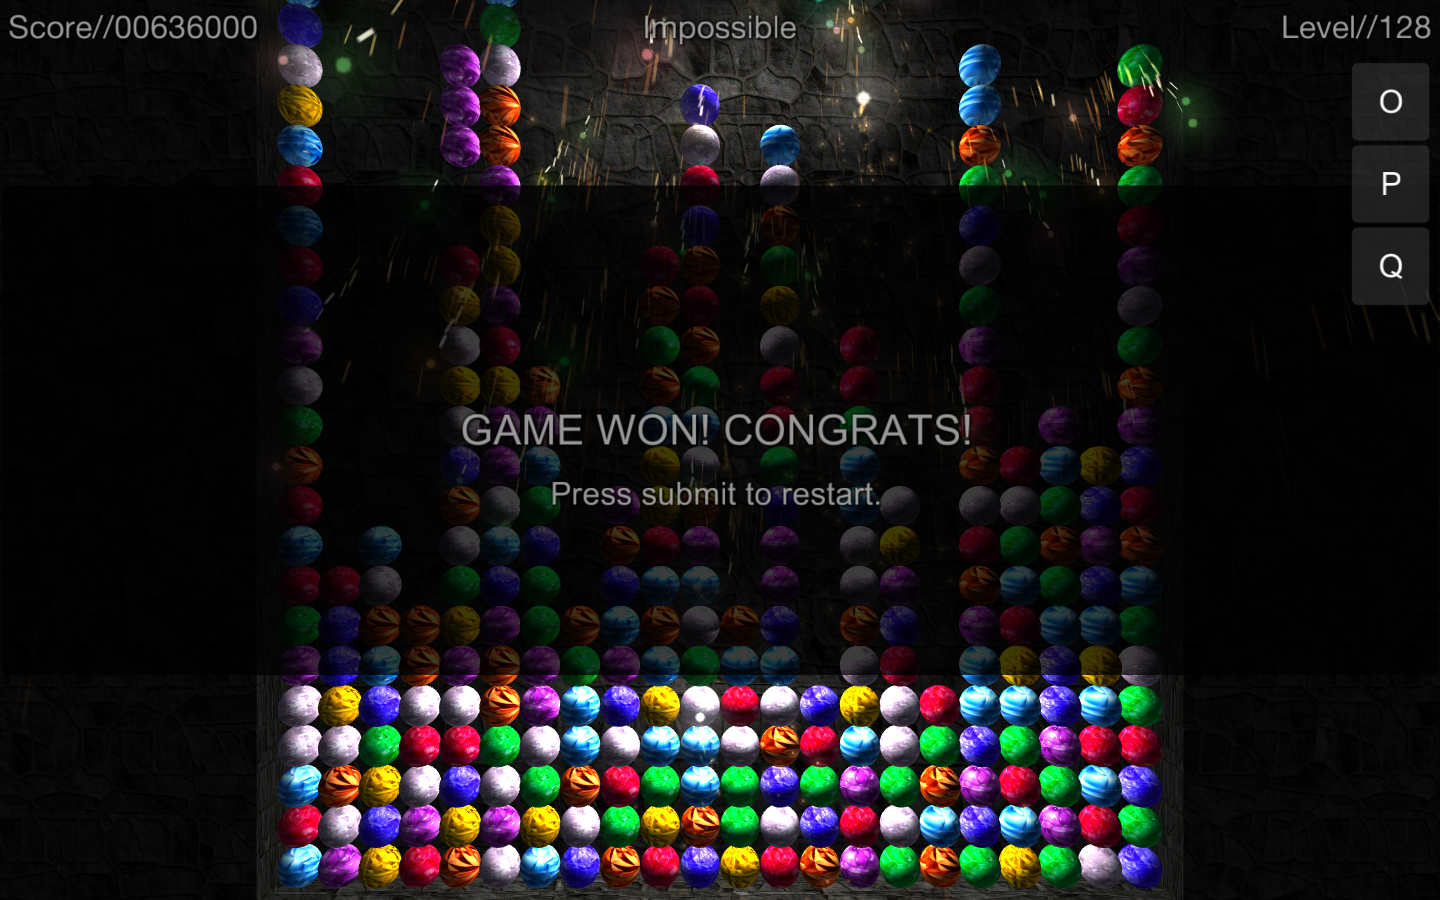 Score//00636000
Impossible
Level//128
O
P
Q
GAME WON! CONGRATS!
Press submit to restart.